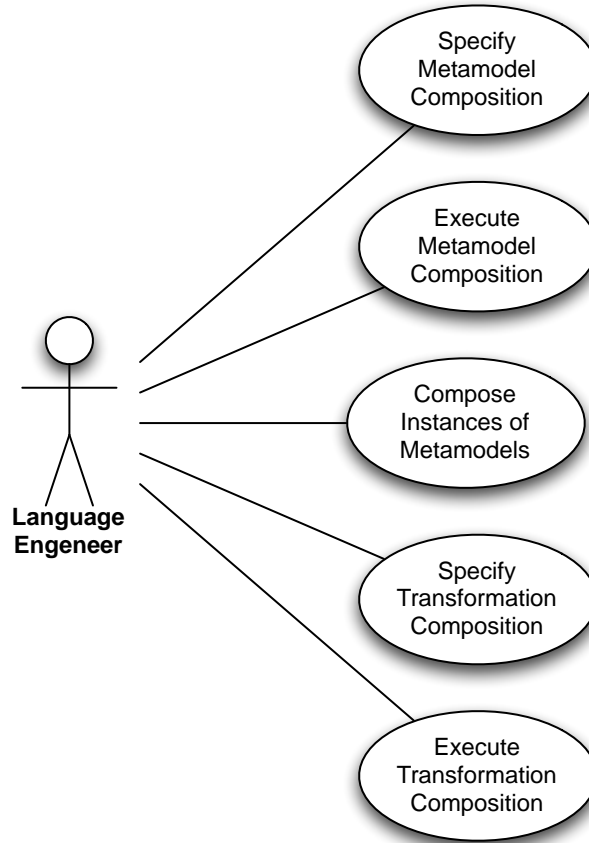 Specify
Metamodel
Composition
Execute
Metamodel
Composition
Compose
Instances of
Metamodels
Language
Engeneer
Specify
Transformation
Composition
Execute
Transformation
Composition